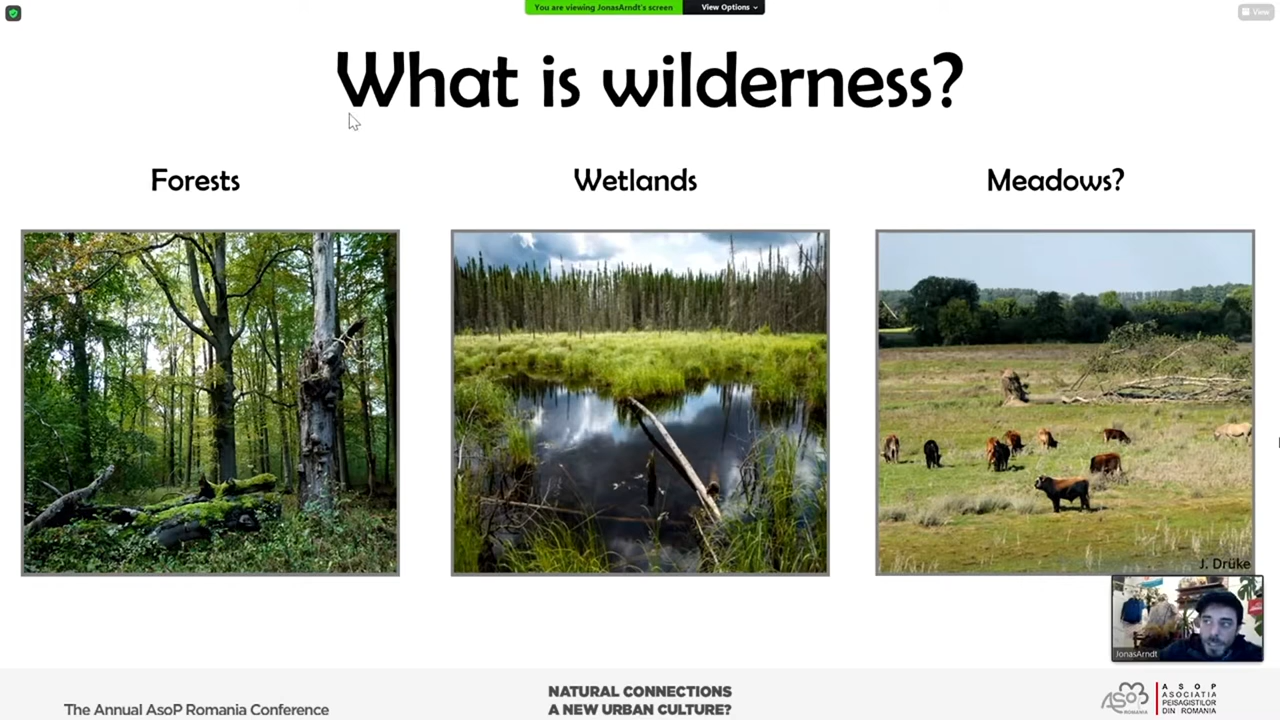 You are viewing JonasArndt's screen
View Options
View
What is wilderness?
Forests
Wetlands
Meadows?
J. Drüke
JonasArndt
The Annual AsoP Romania Conference
NATURAL CONNECTIONS
A NEW URBAN CULTURE?
ASoP
ROMANIA
A S O P
ASOCIATIA
PEISAGISTILOR
DIN ROMANIA